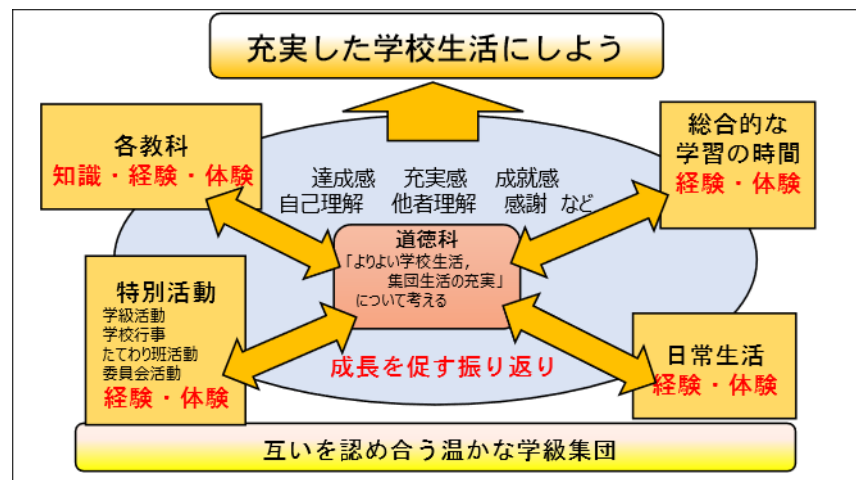 充実した学校生活にしよう
各教科
知識・経験・体験
総合的な
学習の時間
経験・体験
達成感 充実感 成就感
自己理解 他者理解 感謝 など
道徳科
「よりよい学校生活,
集団生活の充実」
について考える
特別活動
学級活動
学校行事
たてわり班活動
委員会活動
経験・体験
成長を促す振り返り
日常生活
経験・体験
互いを認め合う温かな学級集団